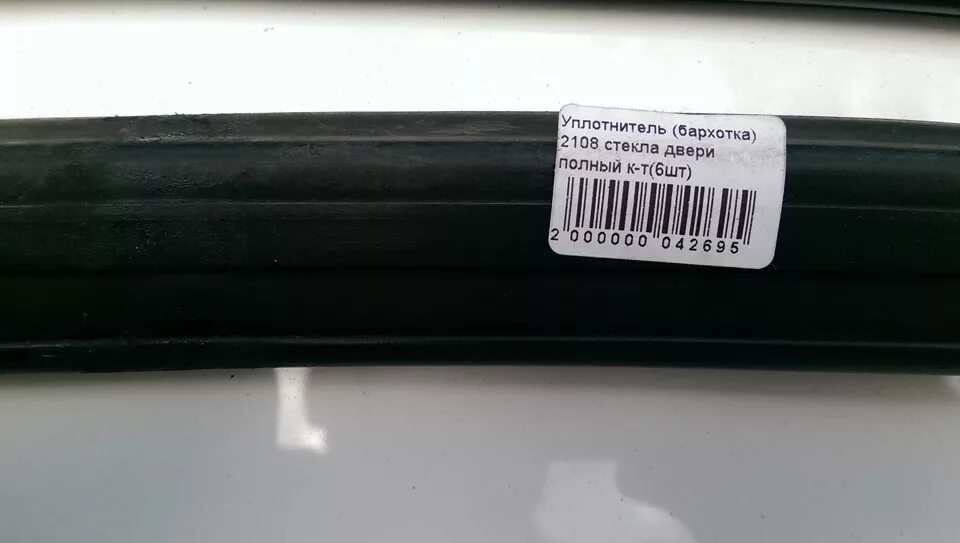 Уплотнитель (бархотка)
2108 стекла двери
полный к-т(6шт)
2 000000 042695